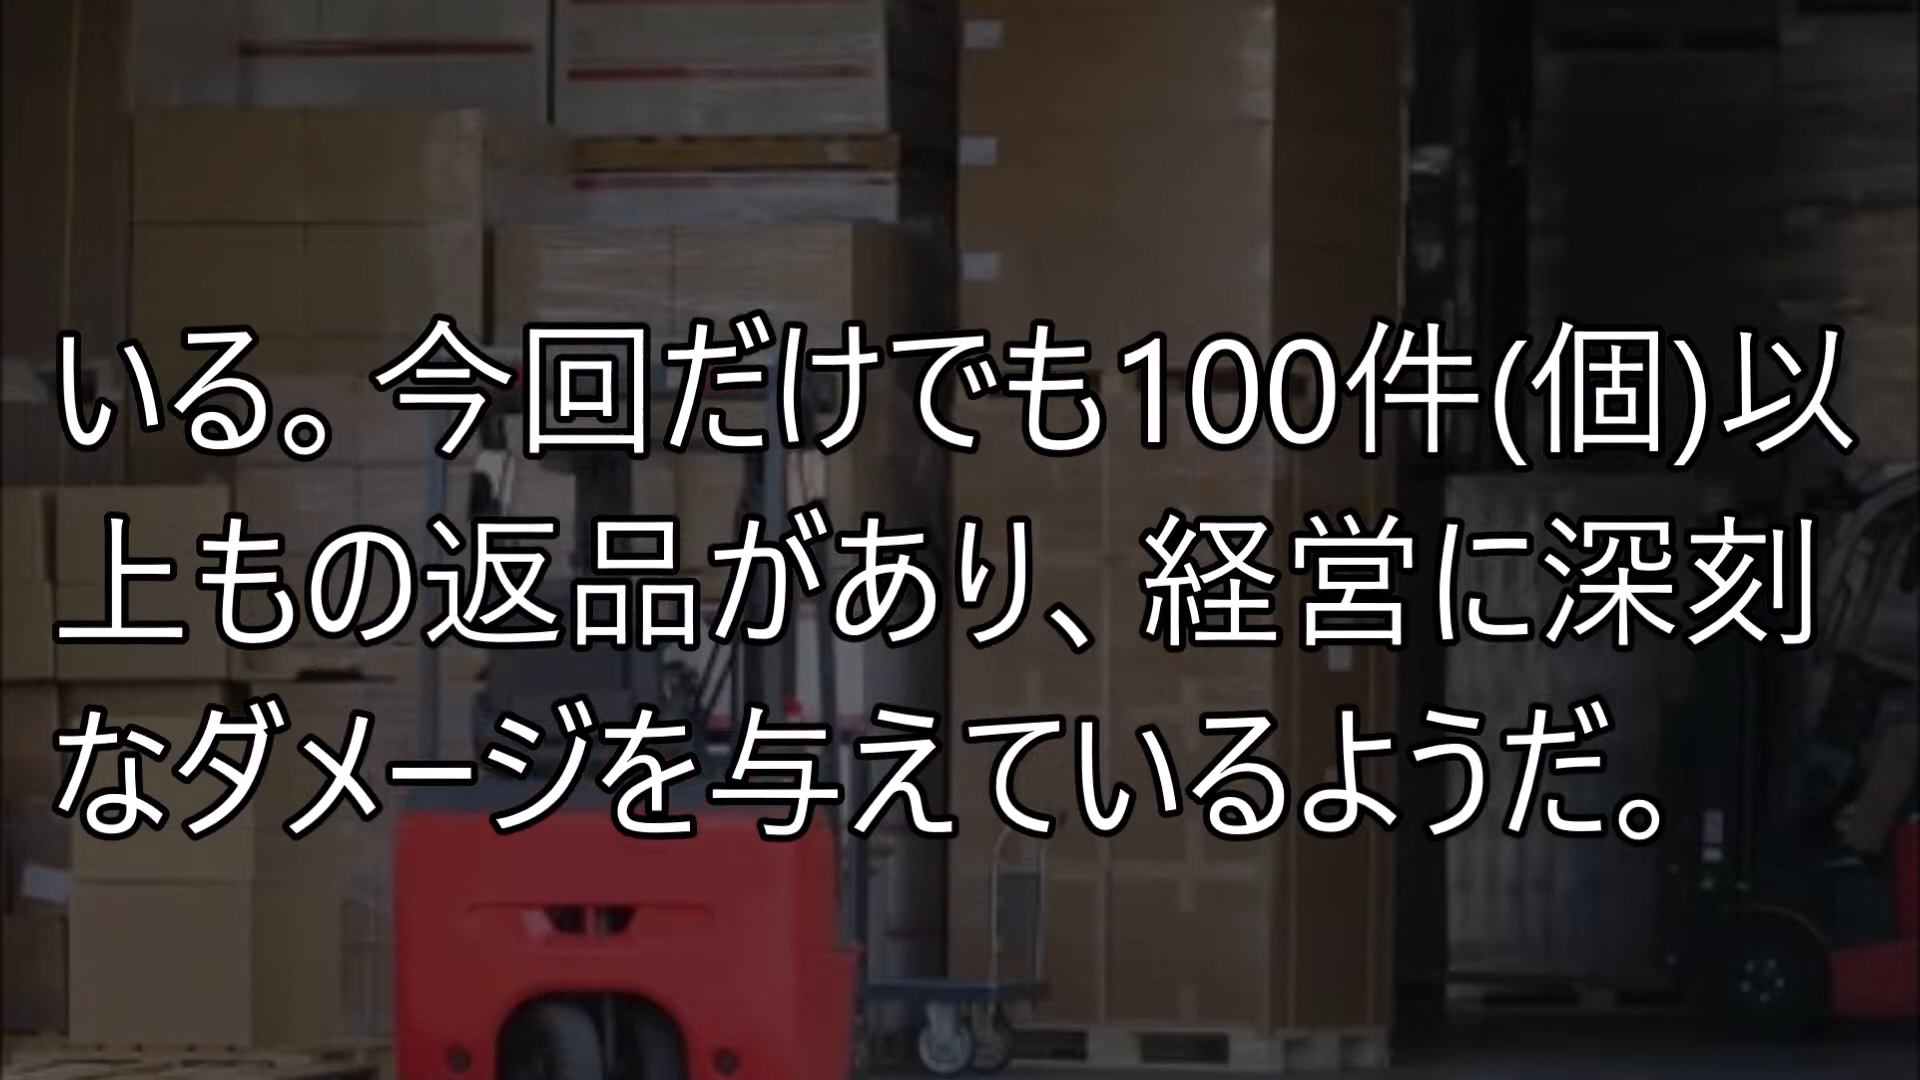 いる。今回だけでも100件(個)以
上もの返品があり、経営に深刻
なダメージを与えているようだ。